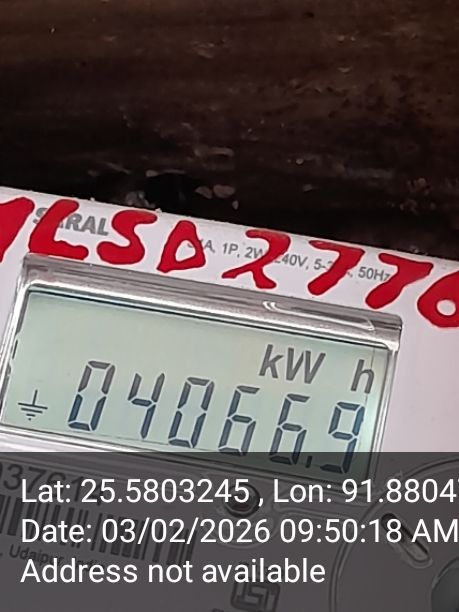 MLSD2770
1P, 2W 240V, 50Hz
kW h
04066.9
Lat: 25.5803245 , Lon: 91.8804
Date: 03/02/2026 09:50:18 AM
Address not available